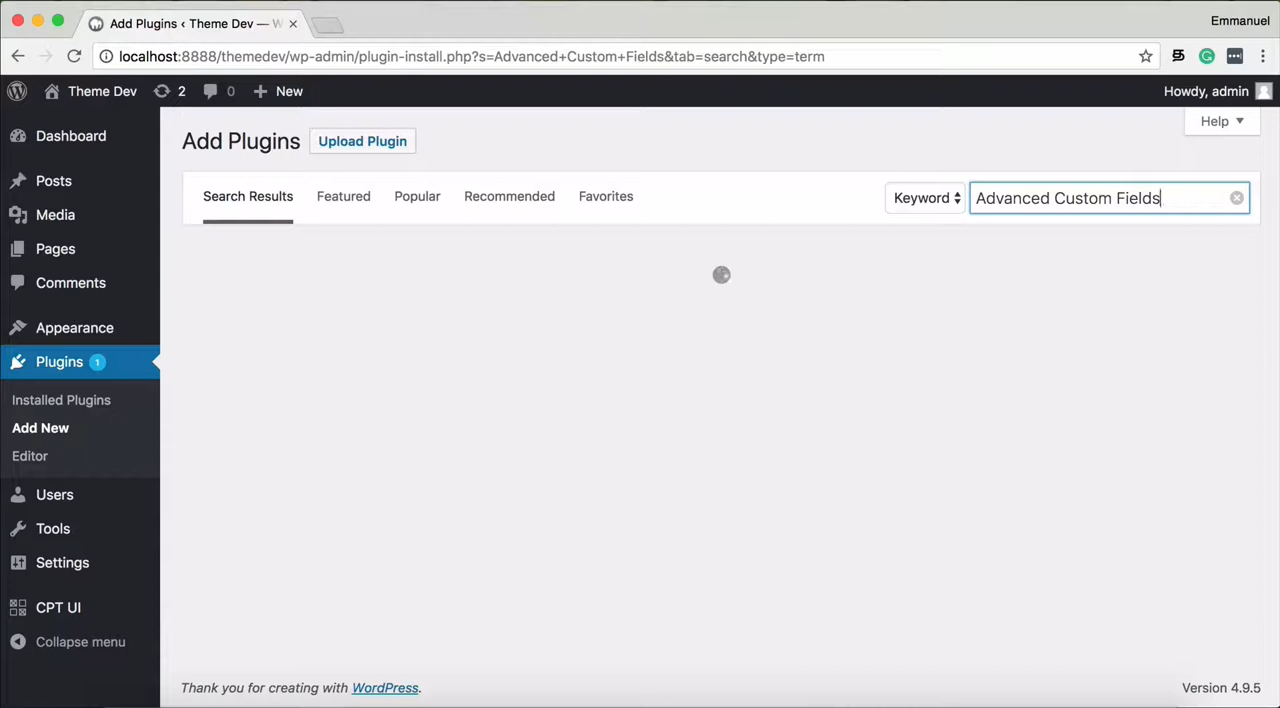 Add Plugins ‹ Theme Dev — W
Emmanuel
localhost:8888/themedev/wp-admin/plugin-install.php?s=Advanced+Custom+Fields&tab=search&type=term
Theme Dev 2 0 New Howdy, admin
Help
Add Plugins Upload Plugin
Search Results Featured Popular Recommended Favorites Keyword Advanced Custom Fields
Dashboard
Posts
Media
Pages
Comments
Appearance
Plugins 1
Installed Plugins
Add New
Editor
Users
Tools
Settings
CPT UI
Collapse menu
Thank you for creating with WordPress. Version 4.9.5